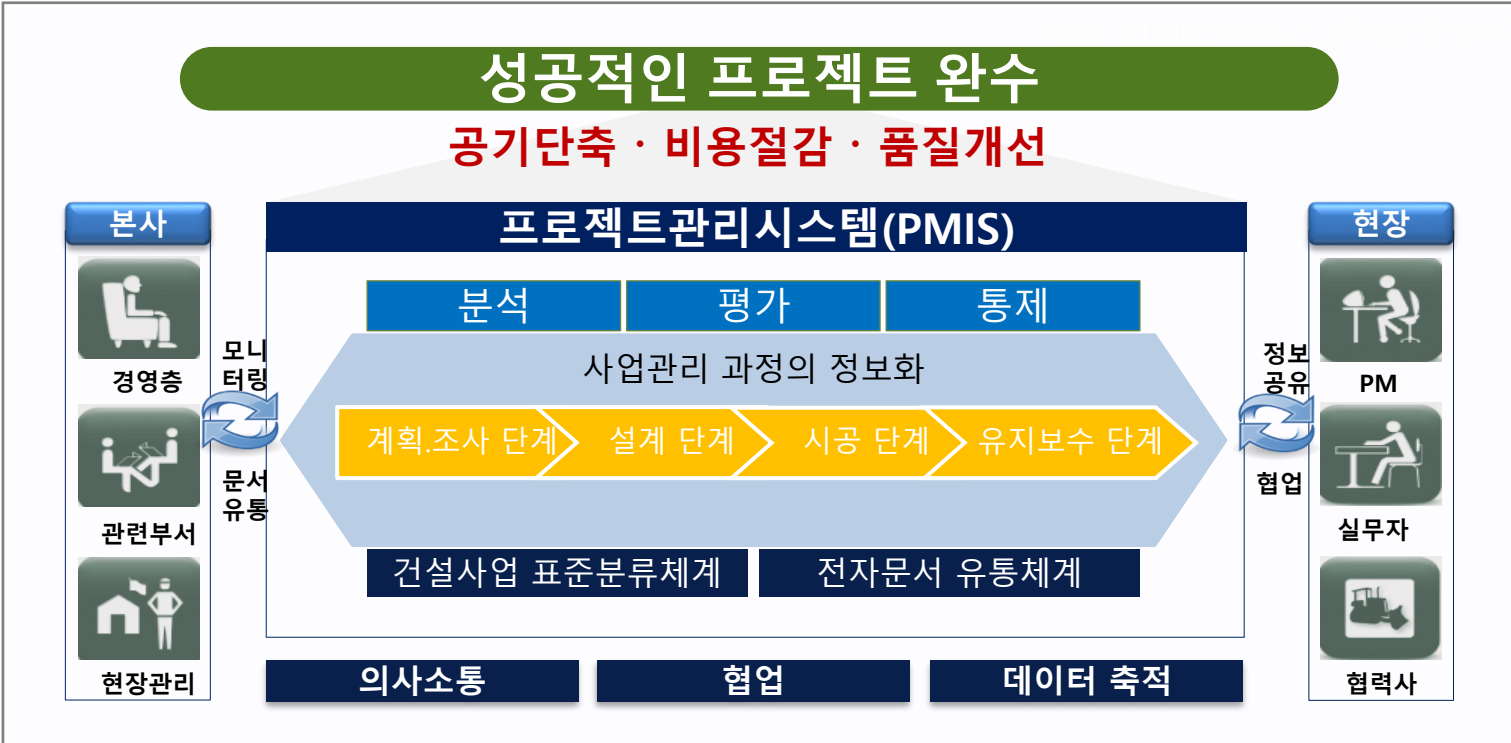 성공적인 프로젝트 완수
공기단축 · 비용절감 · 품질개선
본사
경영층
관련부서
현장관리
모니
터링
문서
유통
프로젝트관리시스템(PMIS)
분석
평가
통제
사업관리 과정의 정보화
계획.조사 단계
설계 단계
시공 단계
유지보수 단계
건설사업 표준분류체계
전자문서 유통체계
의사소통
협업
데이터 축적
정보
공유
협업
현장
PM
실무자
협력사